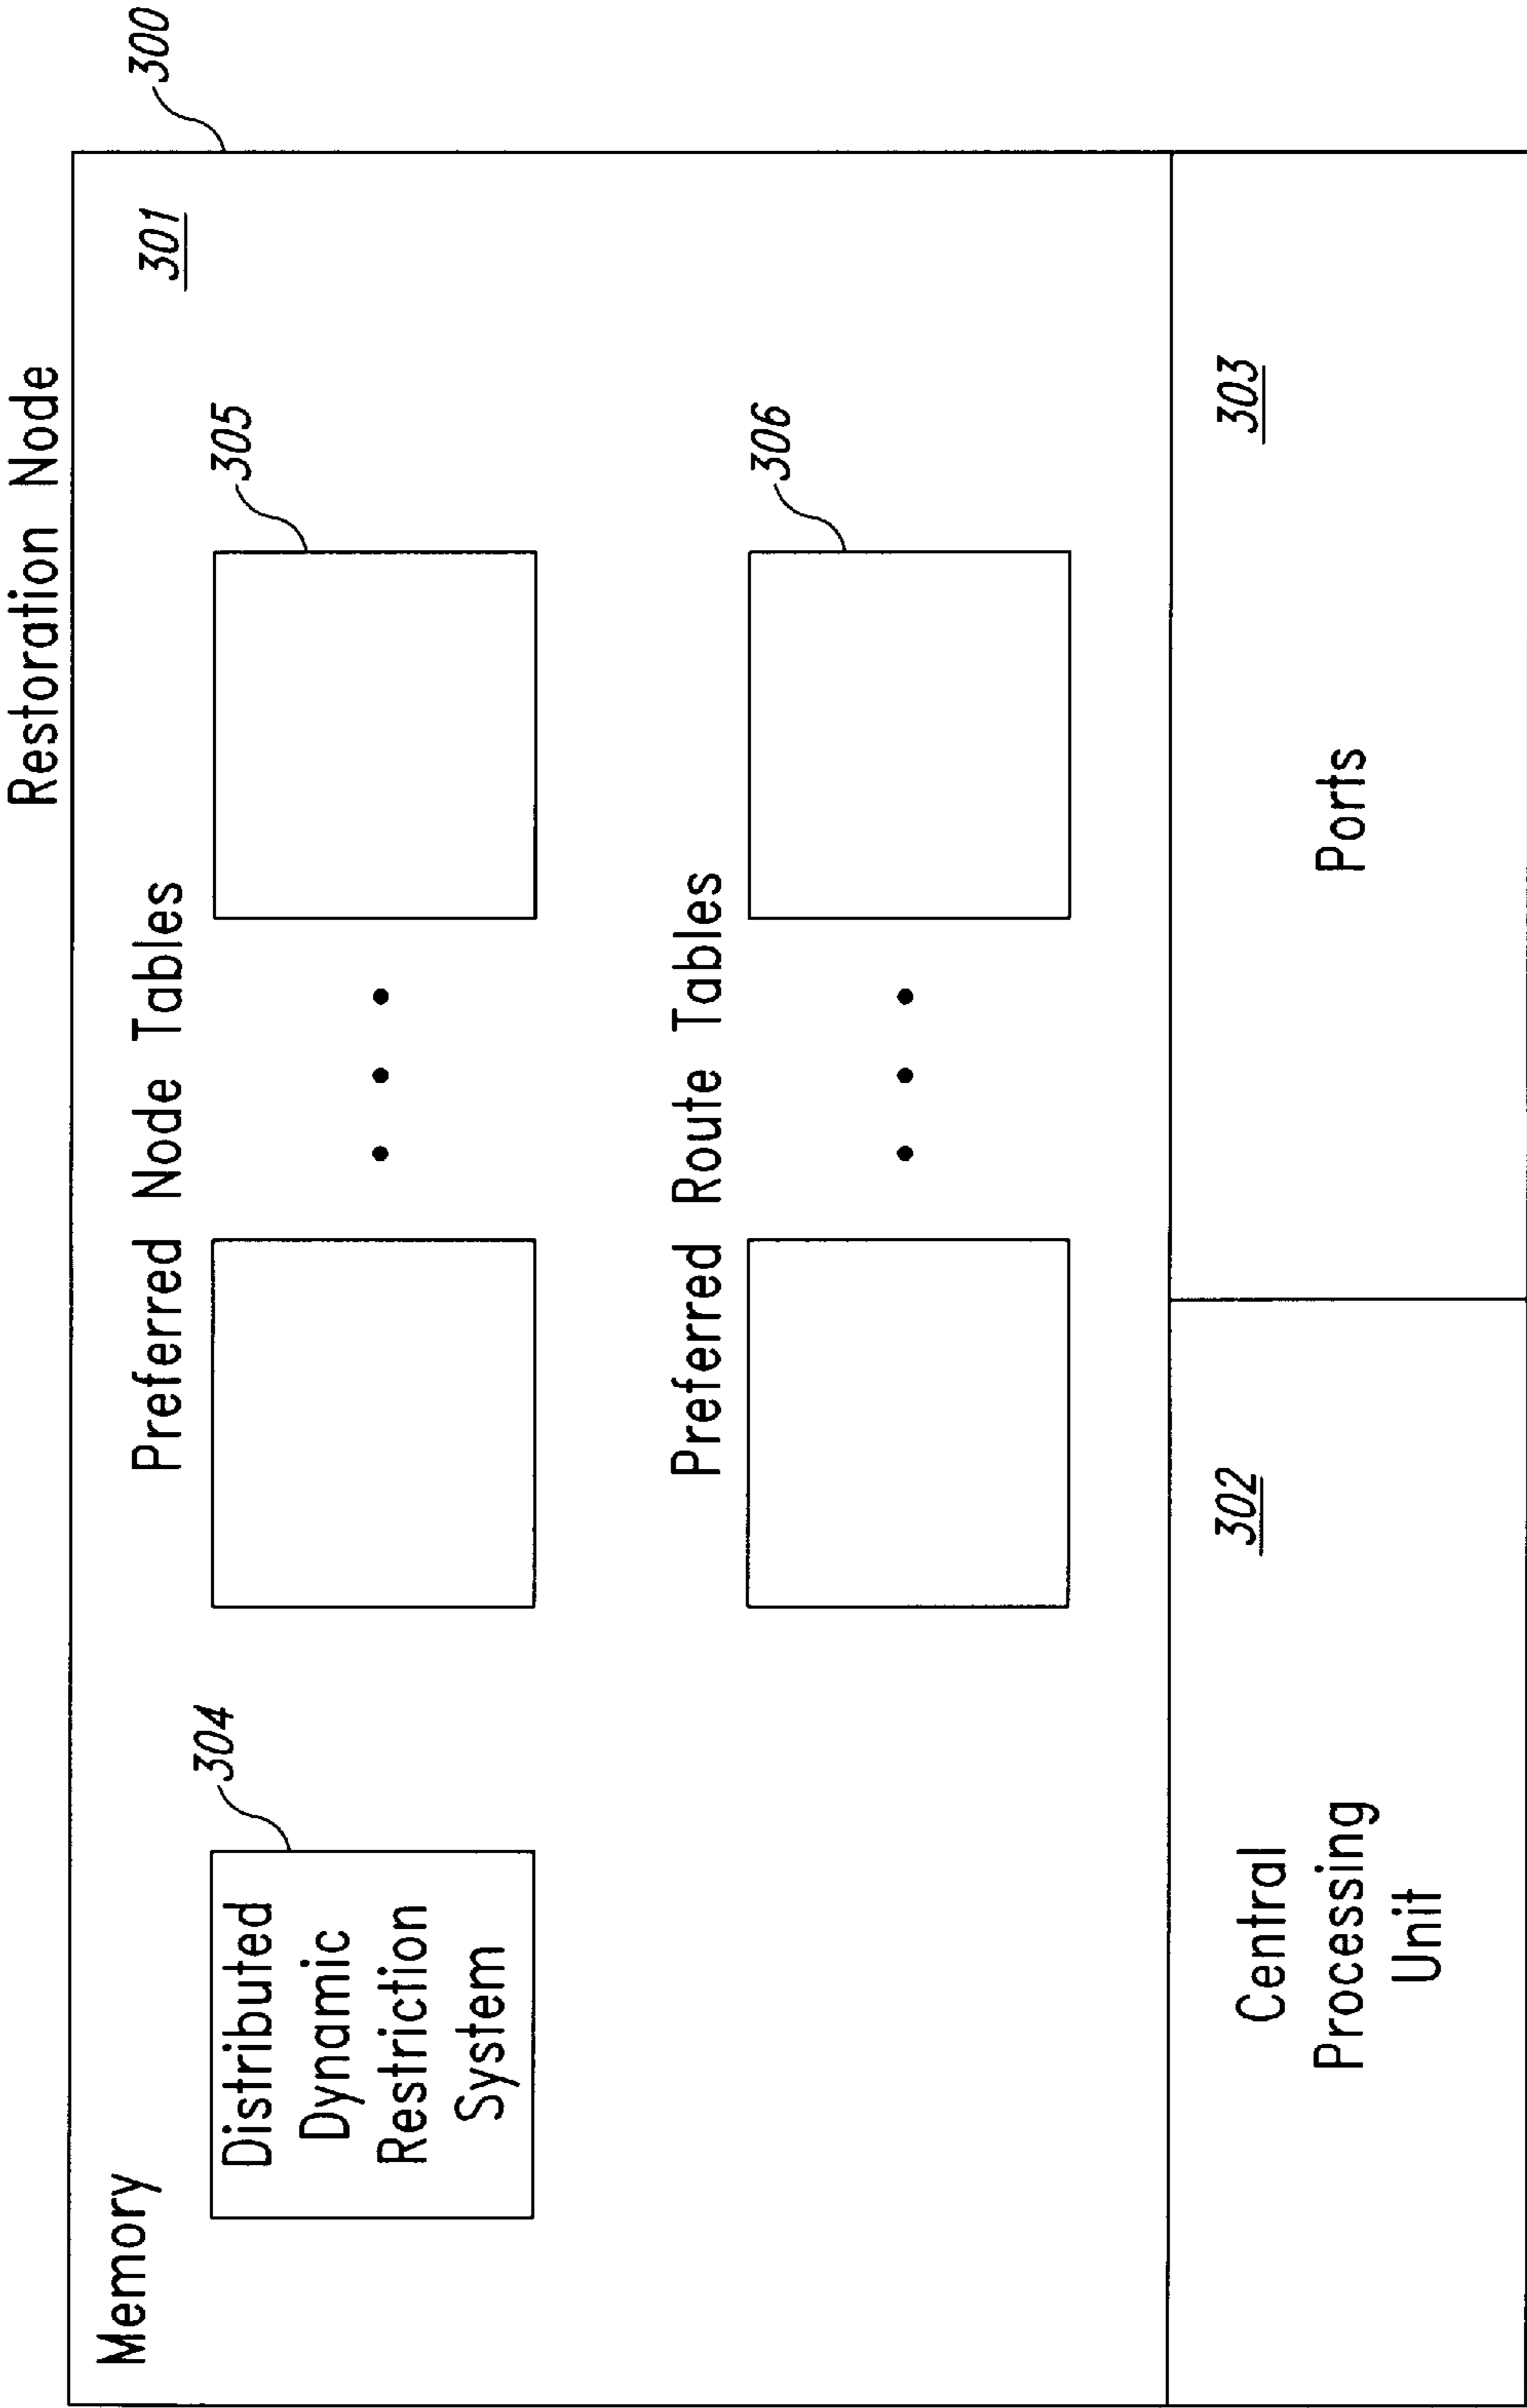 Restoration Node
300
Memory
301
Preferred Node Tables
304
305
Distributed
Dynamic
Restriction
System
Preferred Route Tables
306
302
303
Central
Processing
Unit
Ports